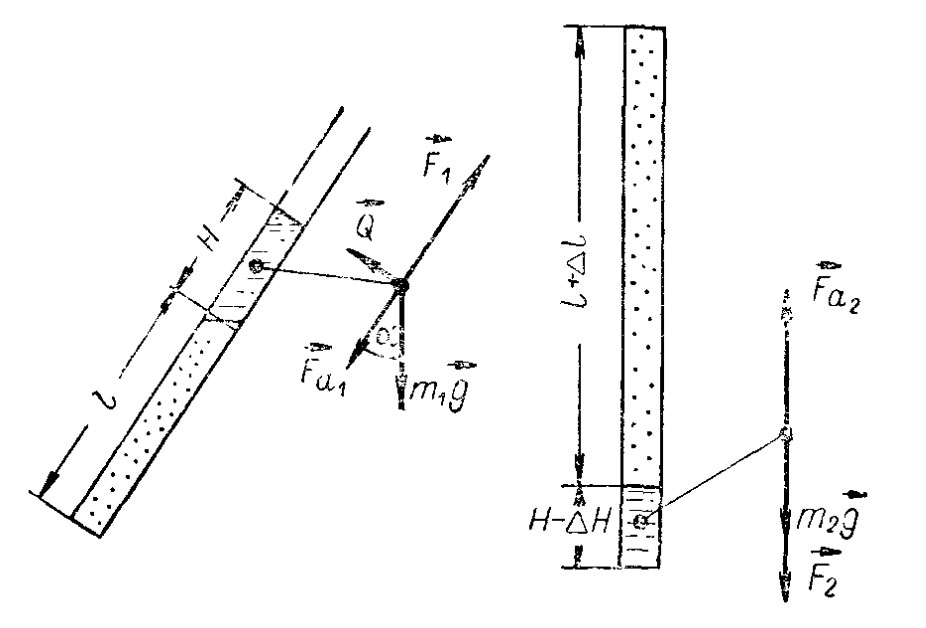 H
l
F₁
Q
α
Fa₁
m₁g
l+Δl
H-ΔH
Fa₂
m₂g
F₂